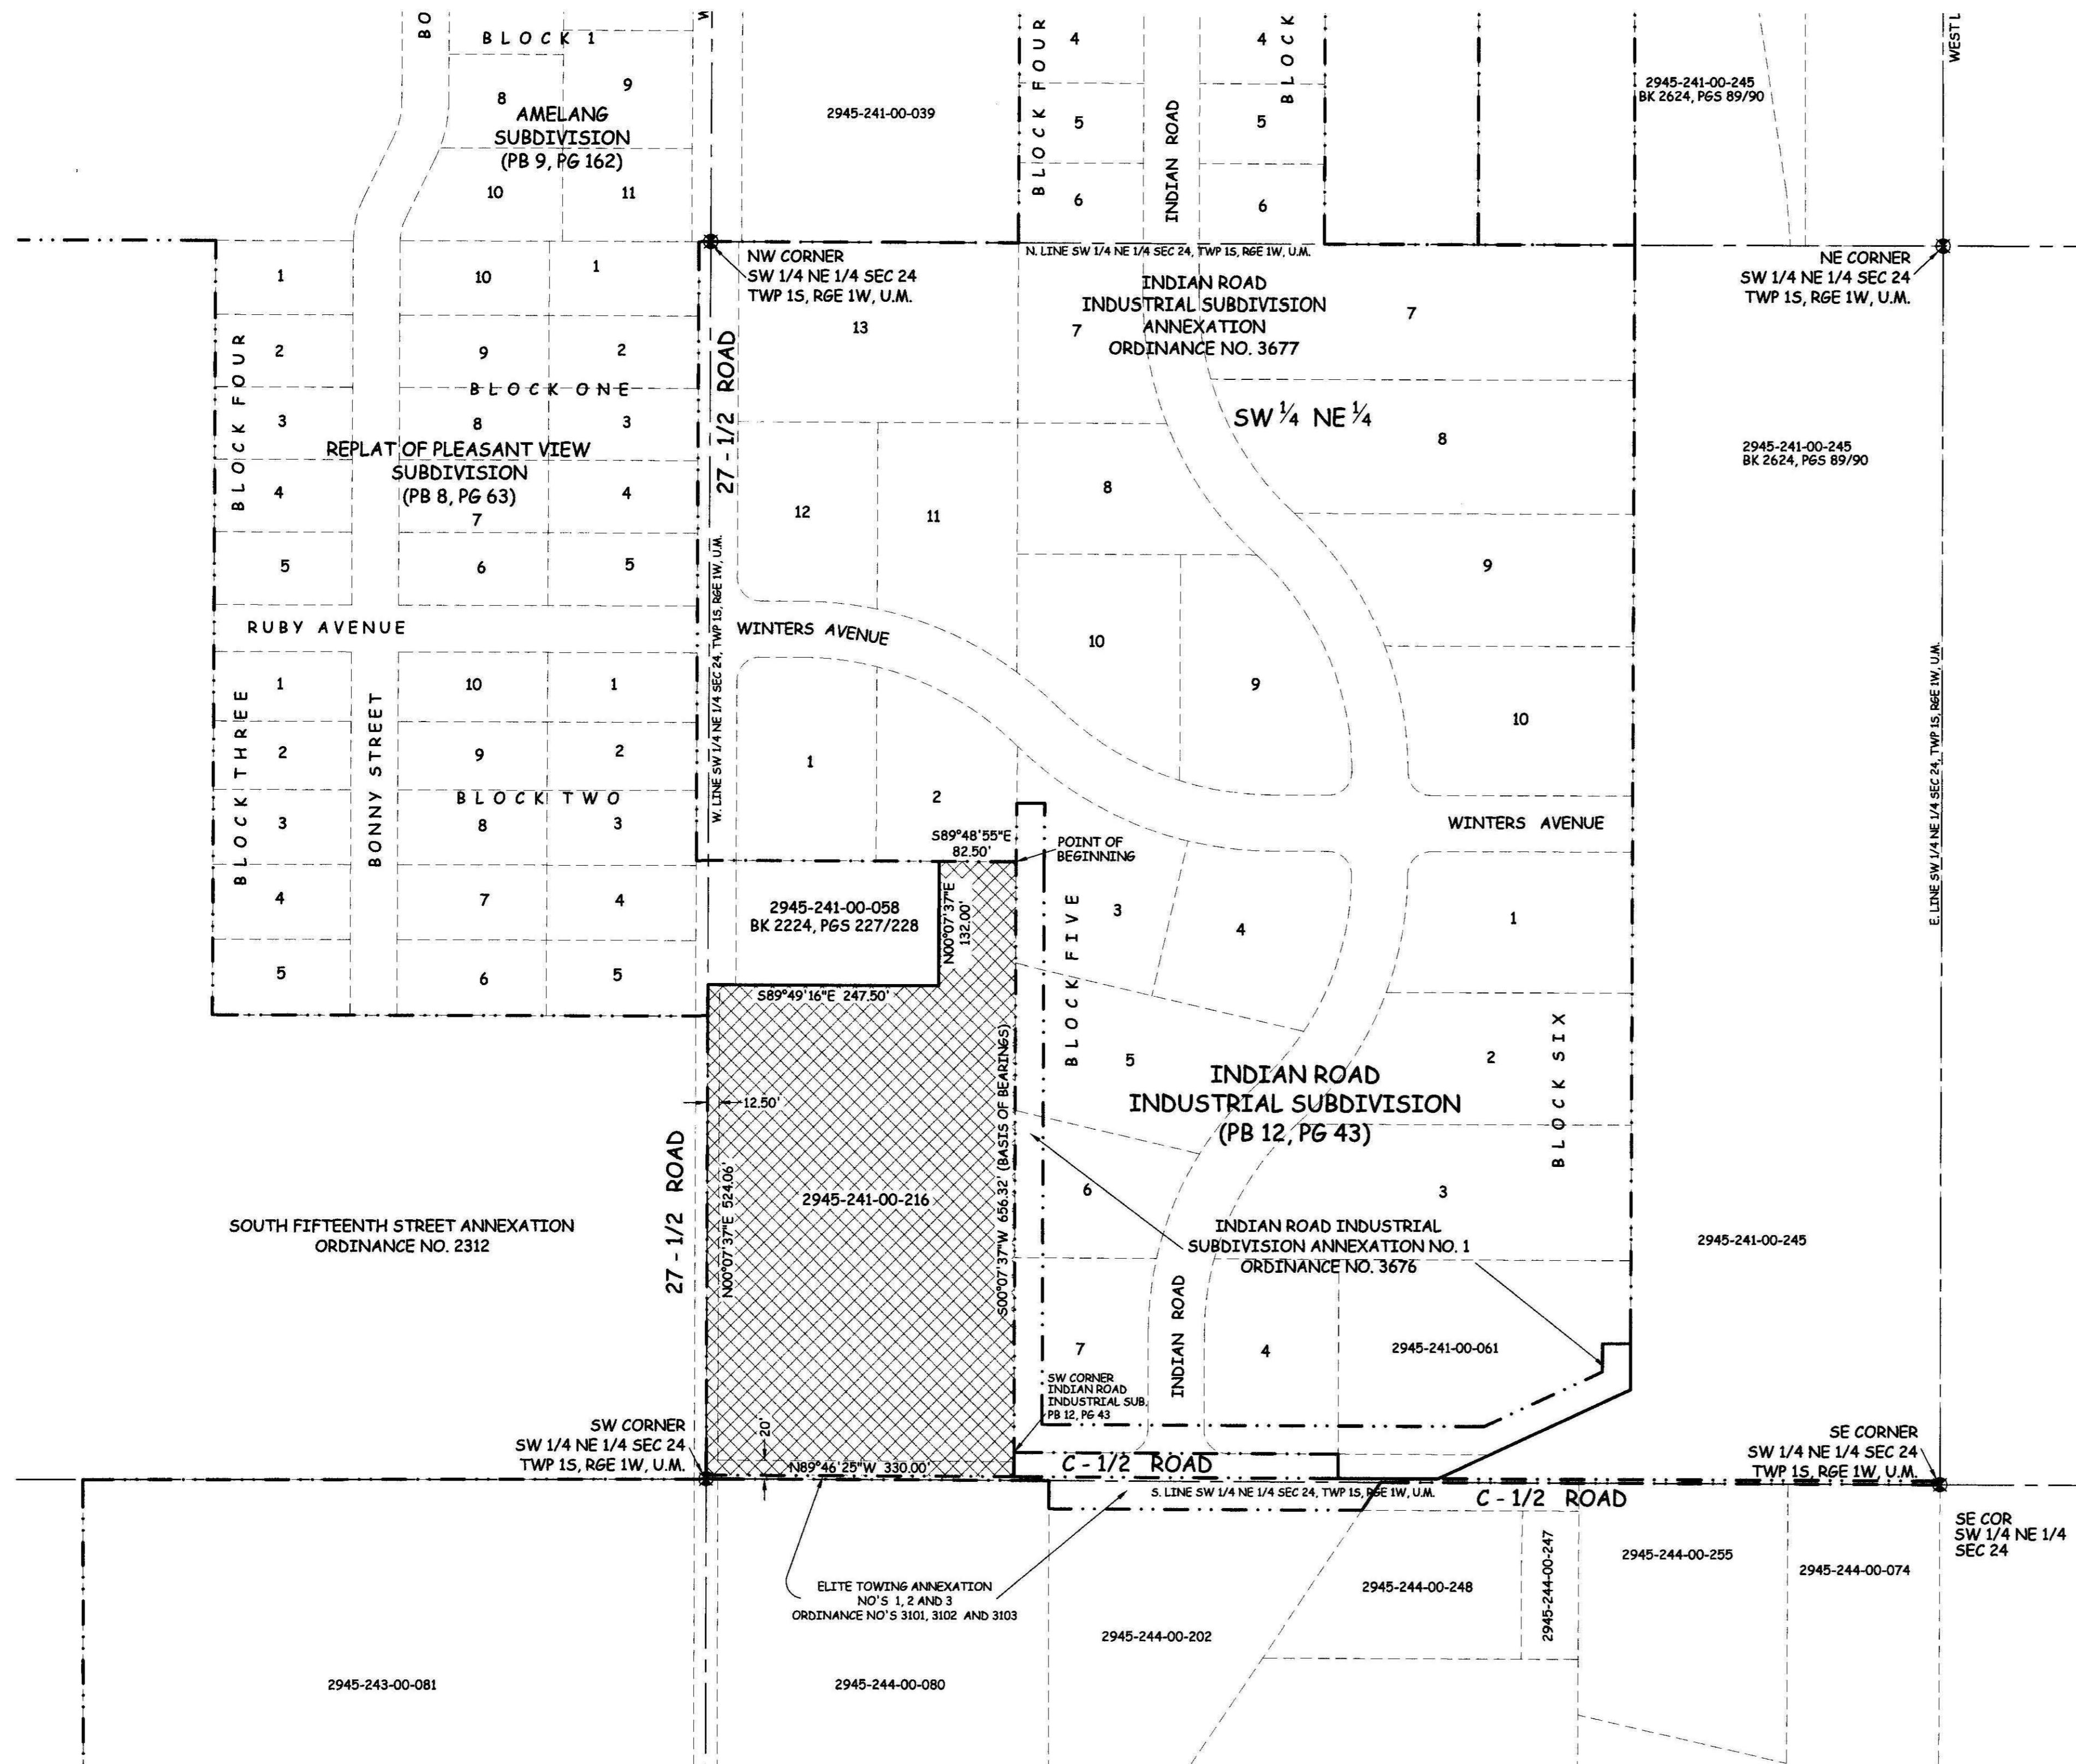 BO
BLOCK 1
8
9
AMELANG
SUBDIVISION
(PB 9, PG 162)
10
11
2945-241-00-039
BLOCK FOUR
4
5
6
INDIAN ROAD
4
5
6
BLOCK
2945-241-00-245
BK 2624, PGS 89/90
WESTL
NW CORNER
SW 1/4 NE 1/4 SEC 24
TWP 1S, RGE 1W, U.M.
N. LINE SW 1/4 NE 1/4 SEC 24, TWP 1S, RGE 1W, U.M.
NE CORNER
SW 1/4 NE 1/4 SEC 24
TWP 1S, RGE 1W, U.M.
INDIAN ROAD
INDUSTRIAL SUBDIVISION
ANNEXATION
ORDINANCE NO. 3677
BLOCK FOUR
1
2
3
4
5
10
9
8
7
6
1
2
3
4
5
BLOCK ONE
REPLAT OF PLEASANT VIEW
SUBDIVISION
(PB 8, PG 63)
27 - 1/2 ROAD
13
7
7
SW 1/4 NE 1/4
8
2945-241-00-245
BK 2624, PGS 89/90
12
11
8
9
RUBY AVENUE
W. LINE SW 1/4 NE 1/4 SEC 24, TWP 1S, RGE 1W, U.M.
WINTERS AVENUE
10
9
10
E. LINE SW 1/4 NE 1/4 SEC 24, TWP 1S, RGE 1W, U.M.
BLOCK THREE
1
2
3
4
5
BONNY STREET
10
9
8
7
6
1
2
3
4
5
BLOCK TWO
1
2
WINTERS AVENUE
S89°48'55"E
82.50'
POINT OF
BEGINNING
2945-241-00-058
BK 2224, PGS 227/228
N00°07'37"E
132.00'
BLOCK FIVE
3
4
1
S89°49'16"E 247.50'
5
2
BLOCK SIX
S00°07'37"W 656.32' (BASIS OF BEARINGS)
INDIAN ROAD
INDUSTRIAL SUBDIVISION
(PB 12, PG 43)
12.50'
27 - 1/2 ROAD
N00°07'37"E 524.06'
2945-241-00-216
6
3
SOUTH FIFTEENTH STREET ANNEXATION
ORDINANCE NO. 2312
INDIAN ROAD INDUSTRIAL
SUBDIVISION ANNEXATION NO. 1
ORDINANCE NO. 3676
2945-241-00-245
INDIAN ROAD
7
4
2945-241-00-061
SW CORNER
INDIAN ROAD
INDUSTRIAL SUB.
PB 12, PG 43
SW CORNER
SW 1/4 NE 1/4 SEC 24
TWP 1S, RGE 1W, U.M.
20'
N89°46'25"W 330.00'
C - 1/2 ROAD
S. LINE SW 1/4 NE 1/4 SEC 24, TWP 1S, RGE 1W, U.M.
C - 1/2 ROAD
SE CORNER
SW 1/4 NE 1/4 SEC 24
TWP 1S, RGE 1W, U.M.
SE COR
SW 1/4 NE 1/4
SEC 24
ELITE TOWING ANNEXATION
NO'S 1, 2 AND 3
ORDINANCE NO'S 3101, 3102 AND 3103
2945-244-00-202
2945-244-00-248
2945-244-00-247
2945-244-00-255
2945-244-00-074
2945-243-00-081
2945-244-00-080